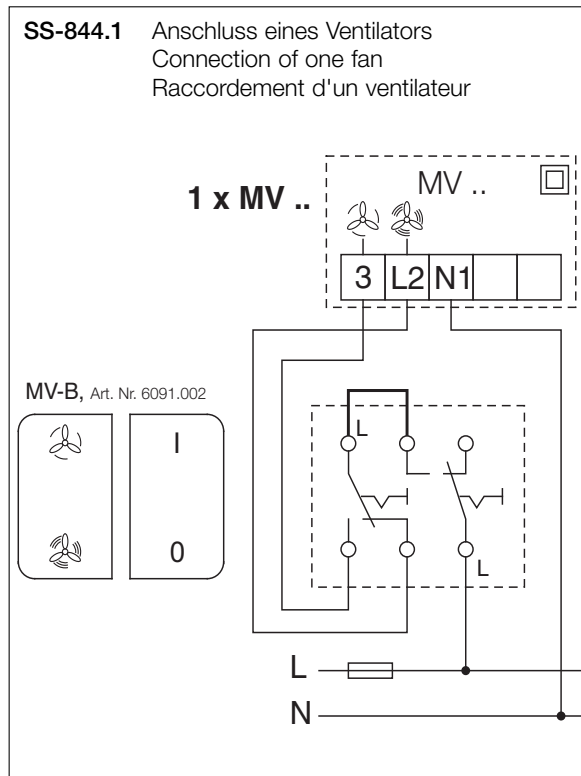 SS-844.1 Anschluss eines Ventilators
Connection of one fan
Raccordement d'un ventilateur
1 x MV ..
MV ..
3 L2 N1
MV-B, Art. Nr. 6091.002
I
0
L
L
L
N